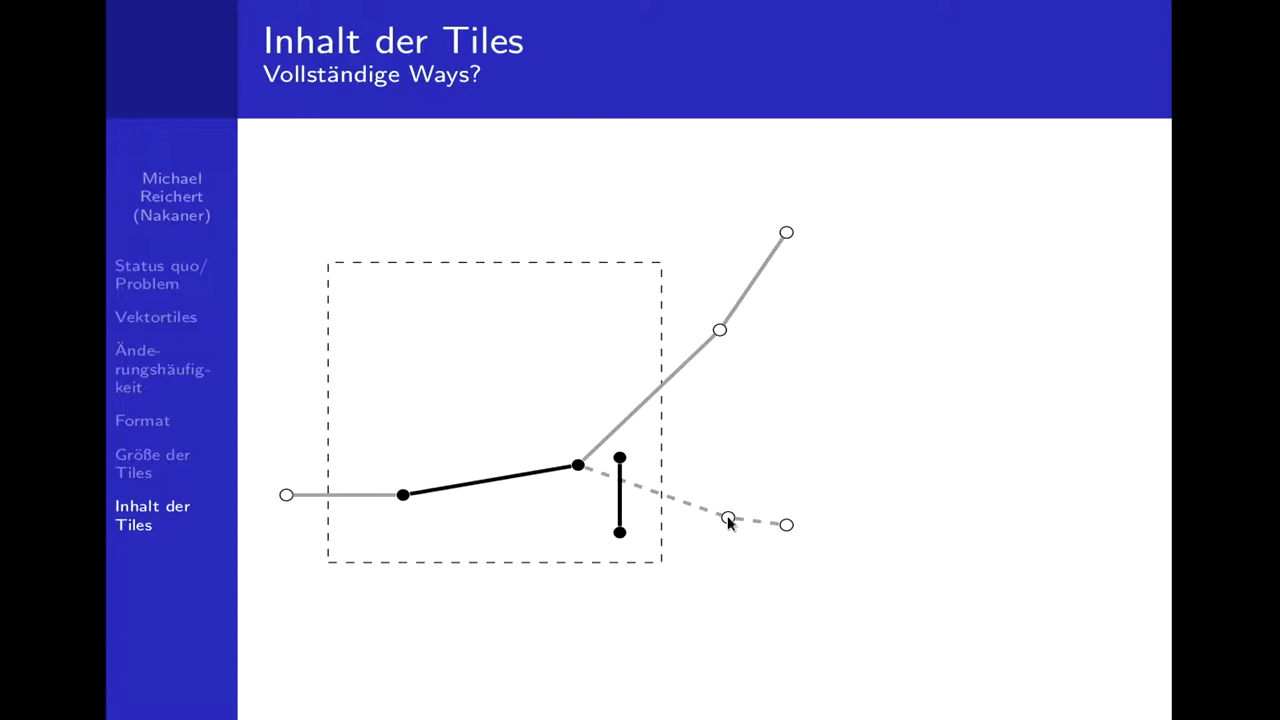 Inhalt der Tiles
Vollständige Ways?
Michael
Reichert
(Nakaner)
Status quo/
Problem
Vektortiles
Ände-
rungshäufig-
keit
Format
Größe der
Tiles
Inhalt der
Tiles